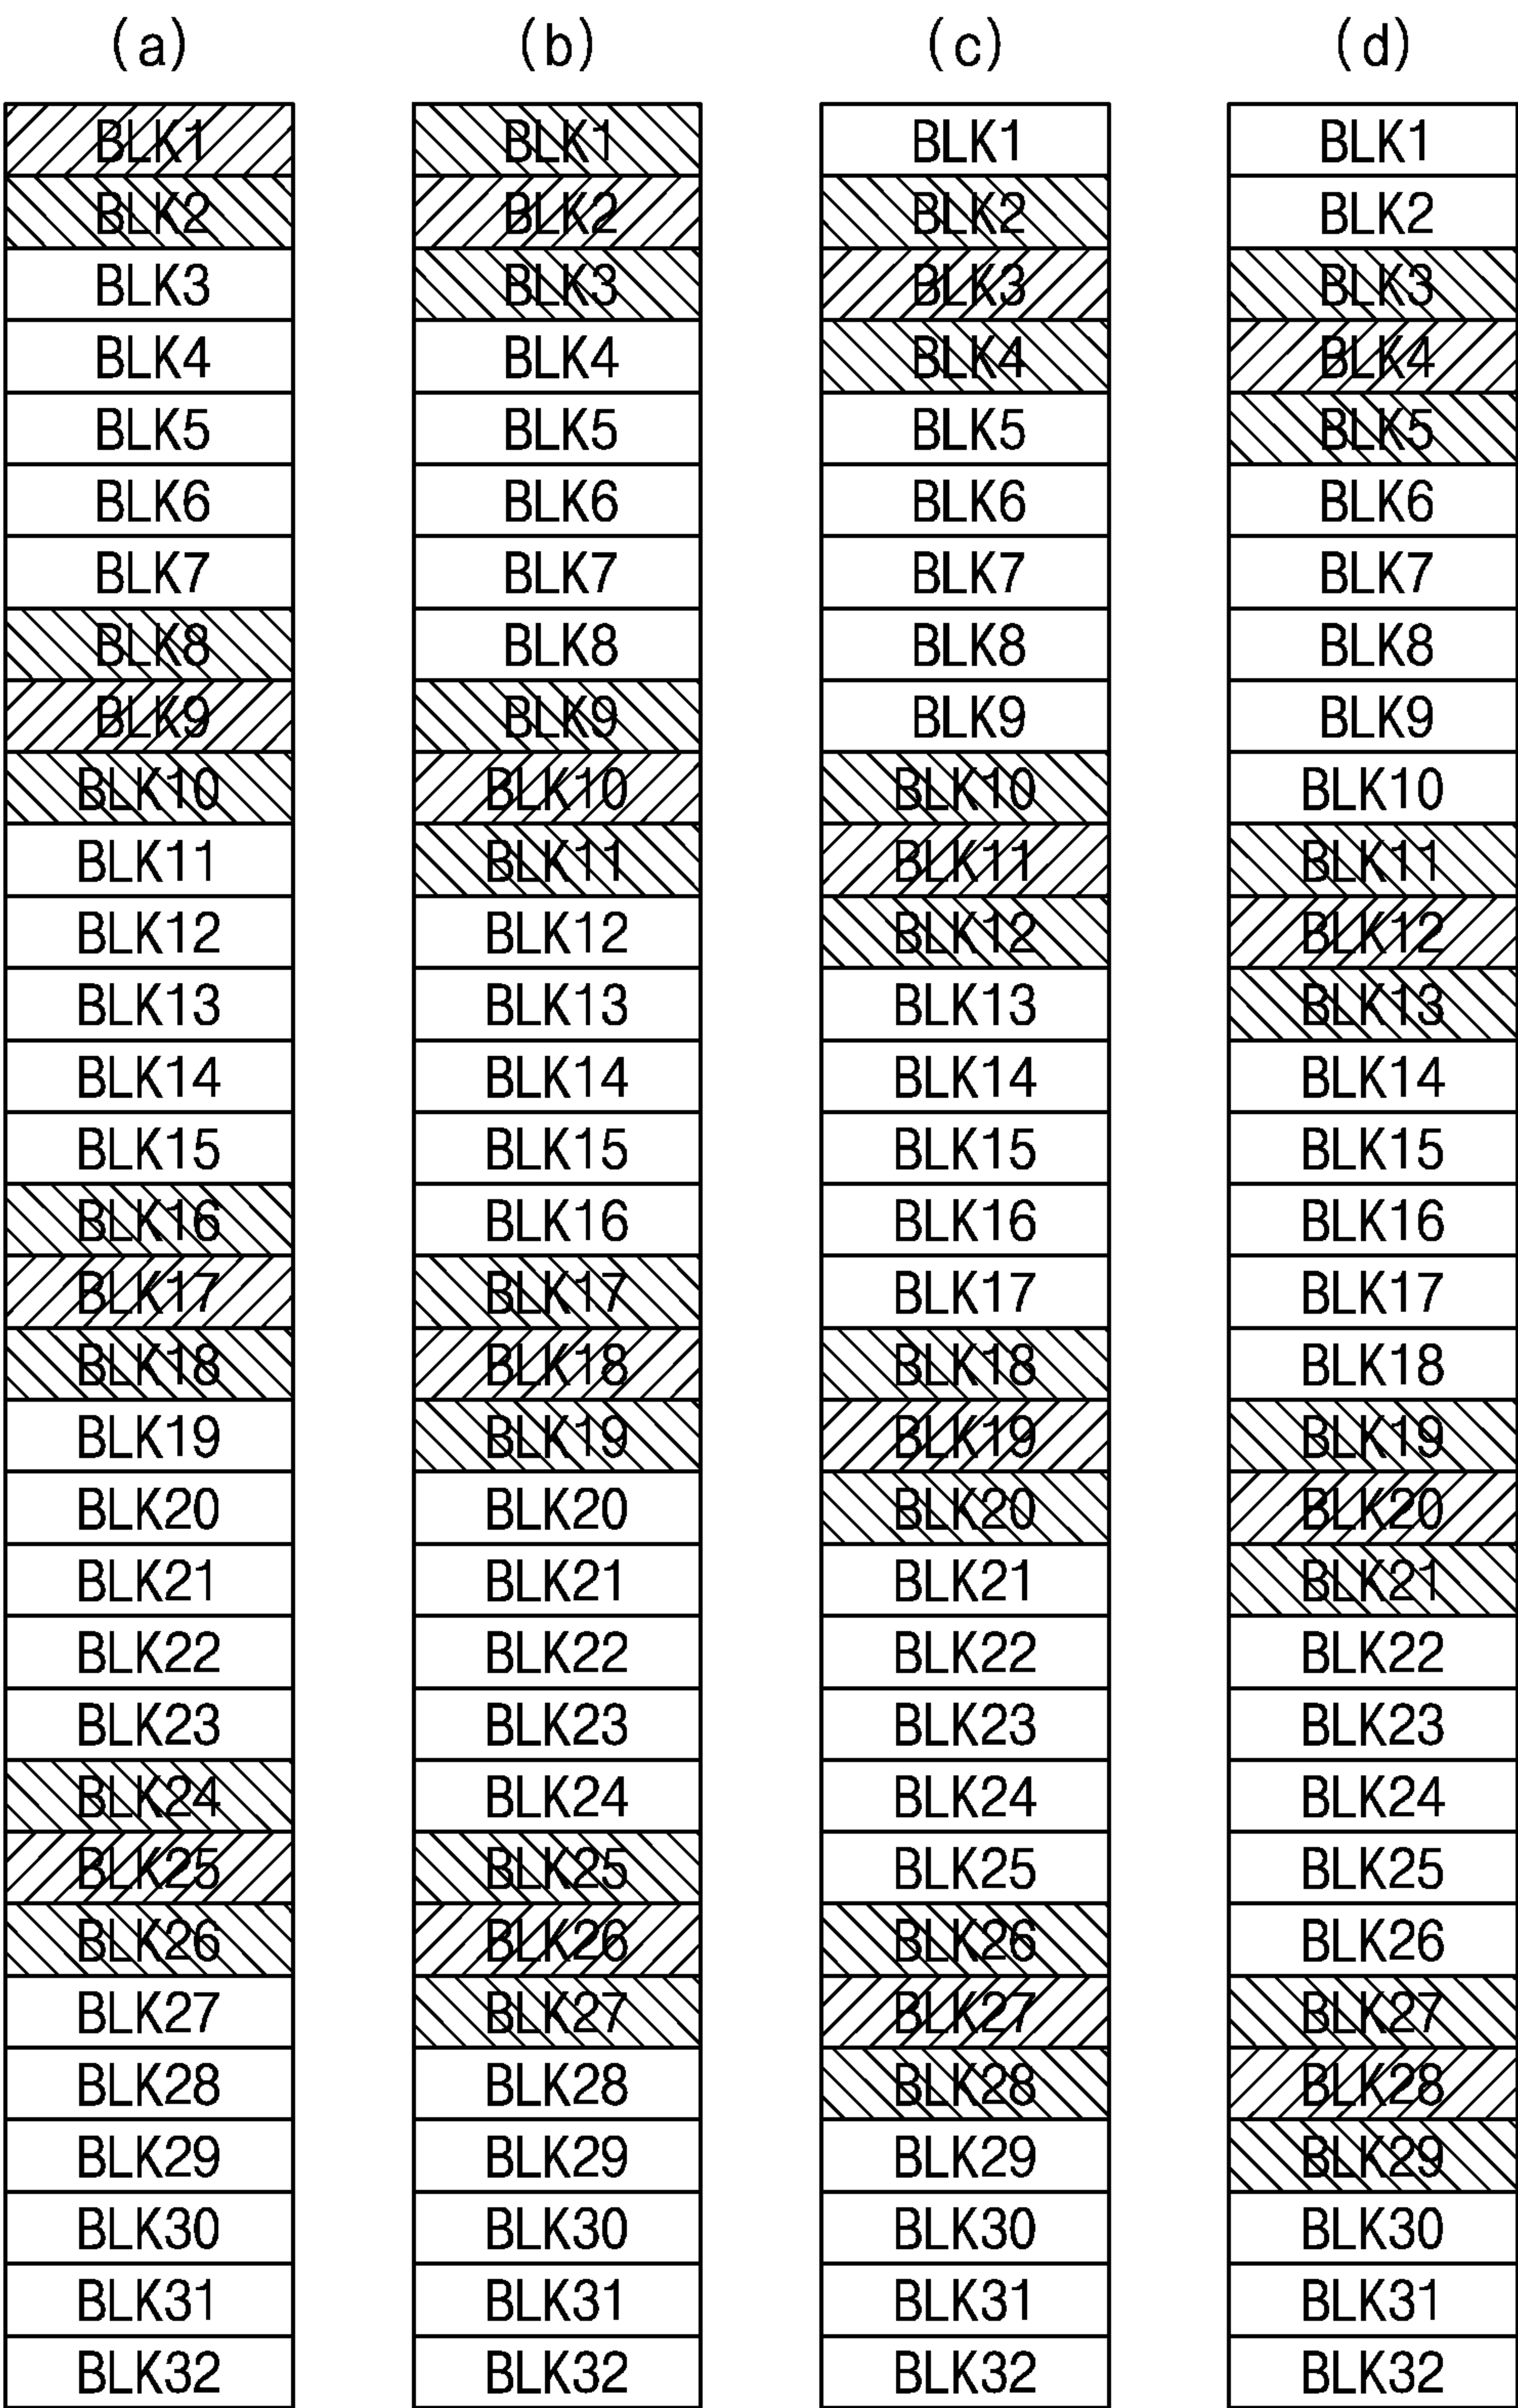 (a) (b) (c) (d)
BLK1 BLK1 BLK1 BLK1
BLK2 BLK2 BLK2 BLK2
BLK3 BLK3 BLK3 BLK3
BLK4 BLK4 BLK4 BLK4
BLK5 BLK5 BLK5 BLK5
BLK6 BLK6 BLK6 BLK6
BLK7 BLK7 BLK7 BLK7
BLK8 BLK8 BLK8 BLK8
BLK9 BLK9 BLK9 BLK9
BLK10 BLK10 BLK10 BLK10
BLK11 BLK11 BLK11 BLK11
BLK12 BLK12 BLK12 BLK12
BLK13 BLK13 BLK13 BLK13
BLK14 BLK14 BLK14 BLK14
BLK15 BLK15 BLK15 BLK15
BLK16 BLK16 BLK16 BLK16
BLK17 BLK17 BLK17 BLK17
BLK18 BLK18 BLK18 BLK18
BLK19 BLK19 BLK19 BLK19
BLK20 BLK20 BLK20 BLK20
BLK21 BLK21 BLK21 BLK21
BLK22 BLK22 BLK22 BLK22
BLK23 BLK23 BLK23 BLK23
BLK24 BLK24 BLK24 BLK24
BLK25 BLK25 BLK25 BLK25
BLK26 BLK26 BLK26 BLK26
BLK27 BLK27 BLK27 BLK27
BLK28 BLK28 BLK28 BLK28
BLK29 BLK29 BLK29 BLK29
BLK30 BLK30 BLK30 BLK30
BLK31 BLK31 BLK31 BLK31
BLK32 BLK32 BLK32 BLK32